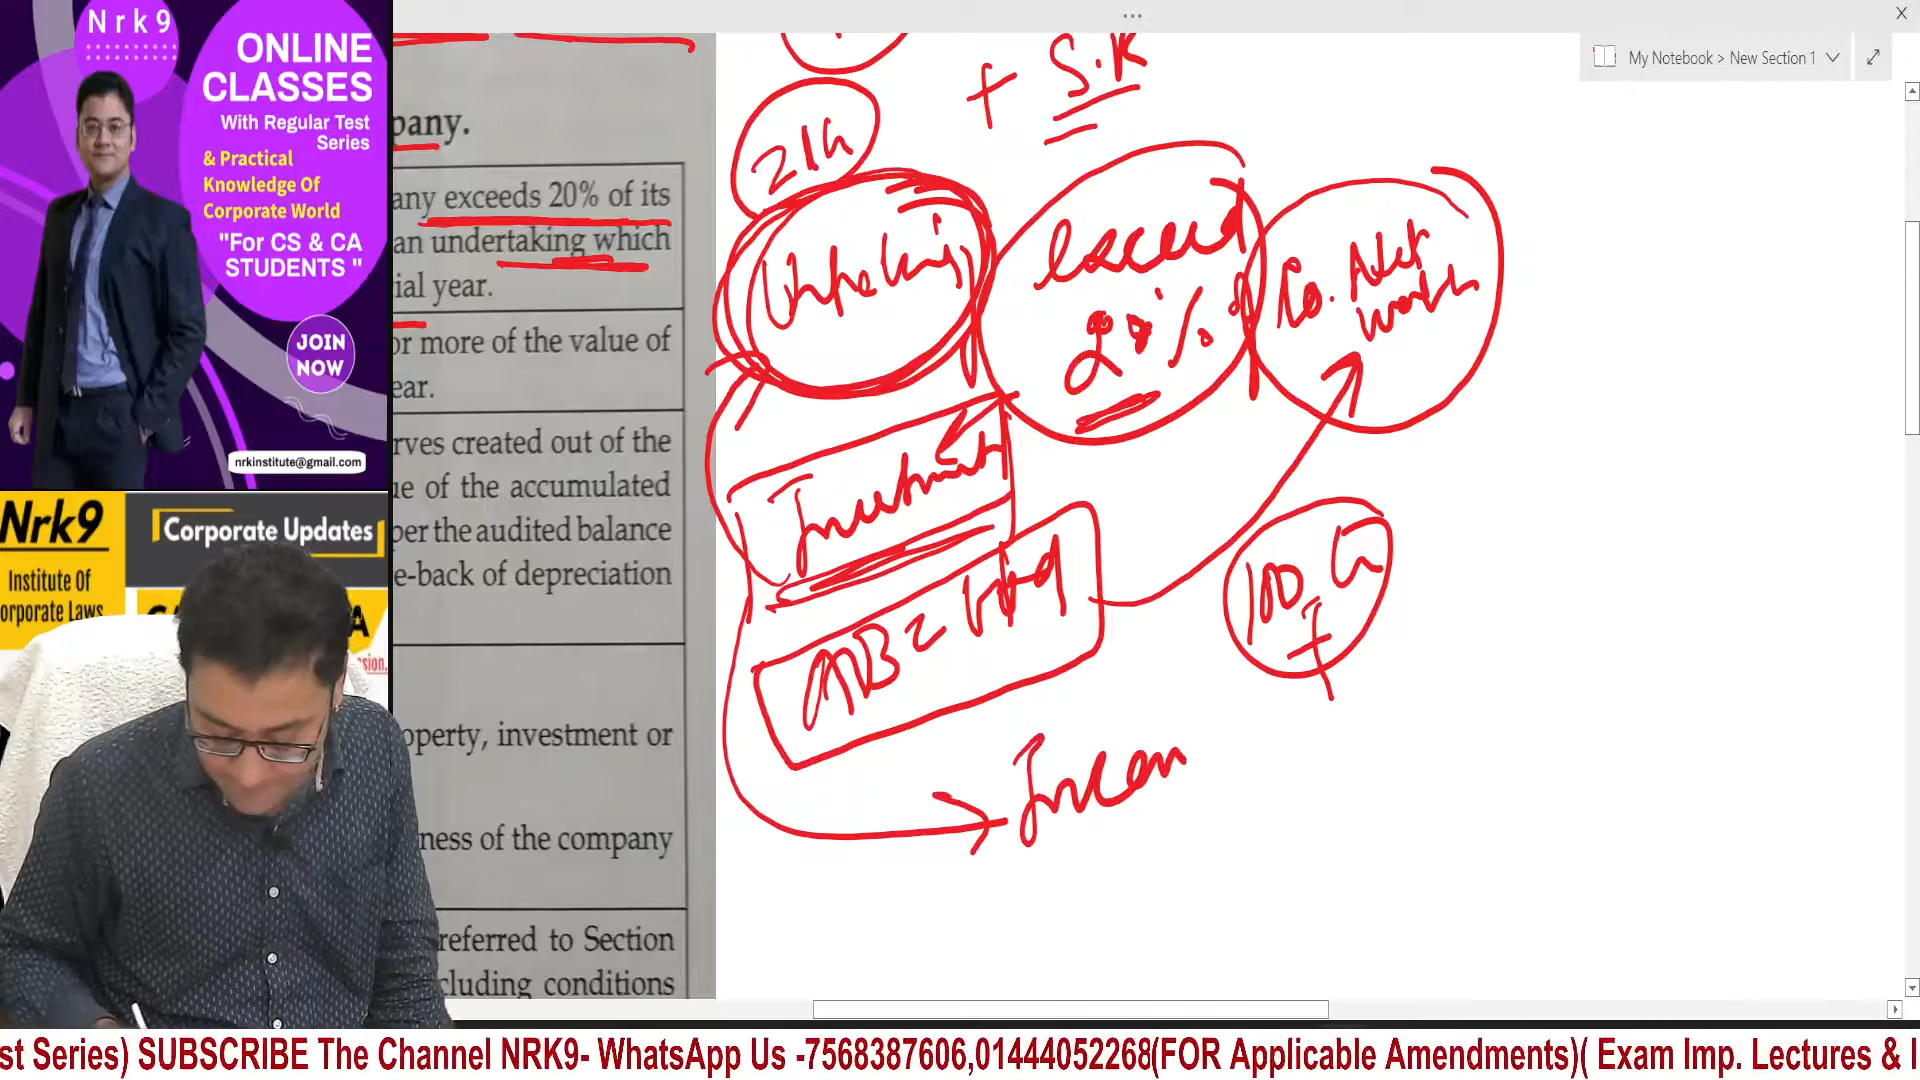 Nrk9
ONLINE
CLASSES
With Regular Test
Series
& Practical
Knowledge Of
Corporate World
"For CS & CA
STUDENTS "
JOIN
NOW
nrkinstitute@gmail.com
Nrk9
Institute Of
orporate Laws
Corporate Updates
ssion.
pany.
any exceeds 20% of its
an undertaking which
ial year.
or more of the value of
ear.
rves created out of the
ue of the accumulated
per the audited balance
e-back of depreciation
operty, investment or
ness of the company
referred to Section
cluding conditions
...
X
My Notebook > New Section 1
+ S.R
exceed
20% of
Co. Net
worth
Investment
100 Cr
+
Incom
st Series) SUBSCRIBE The Channel NRK9- WhatsApp Us -7568387606,01444052268(FOR Applicable Amendments)( Exam Imp. Lectures & I